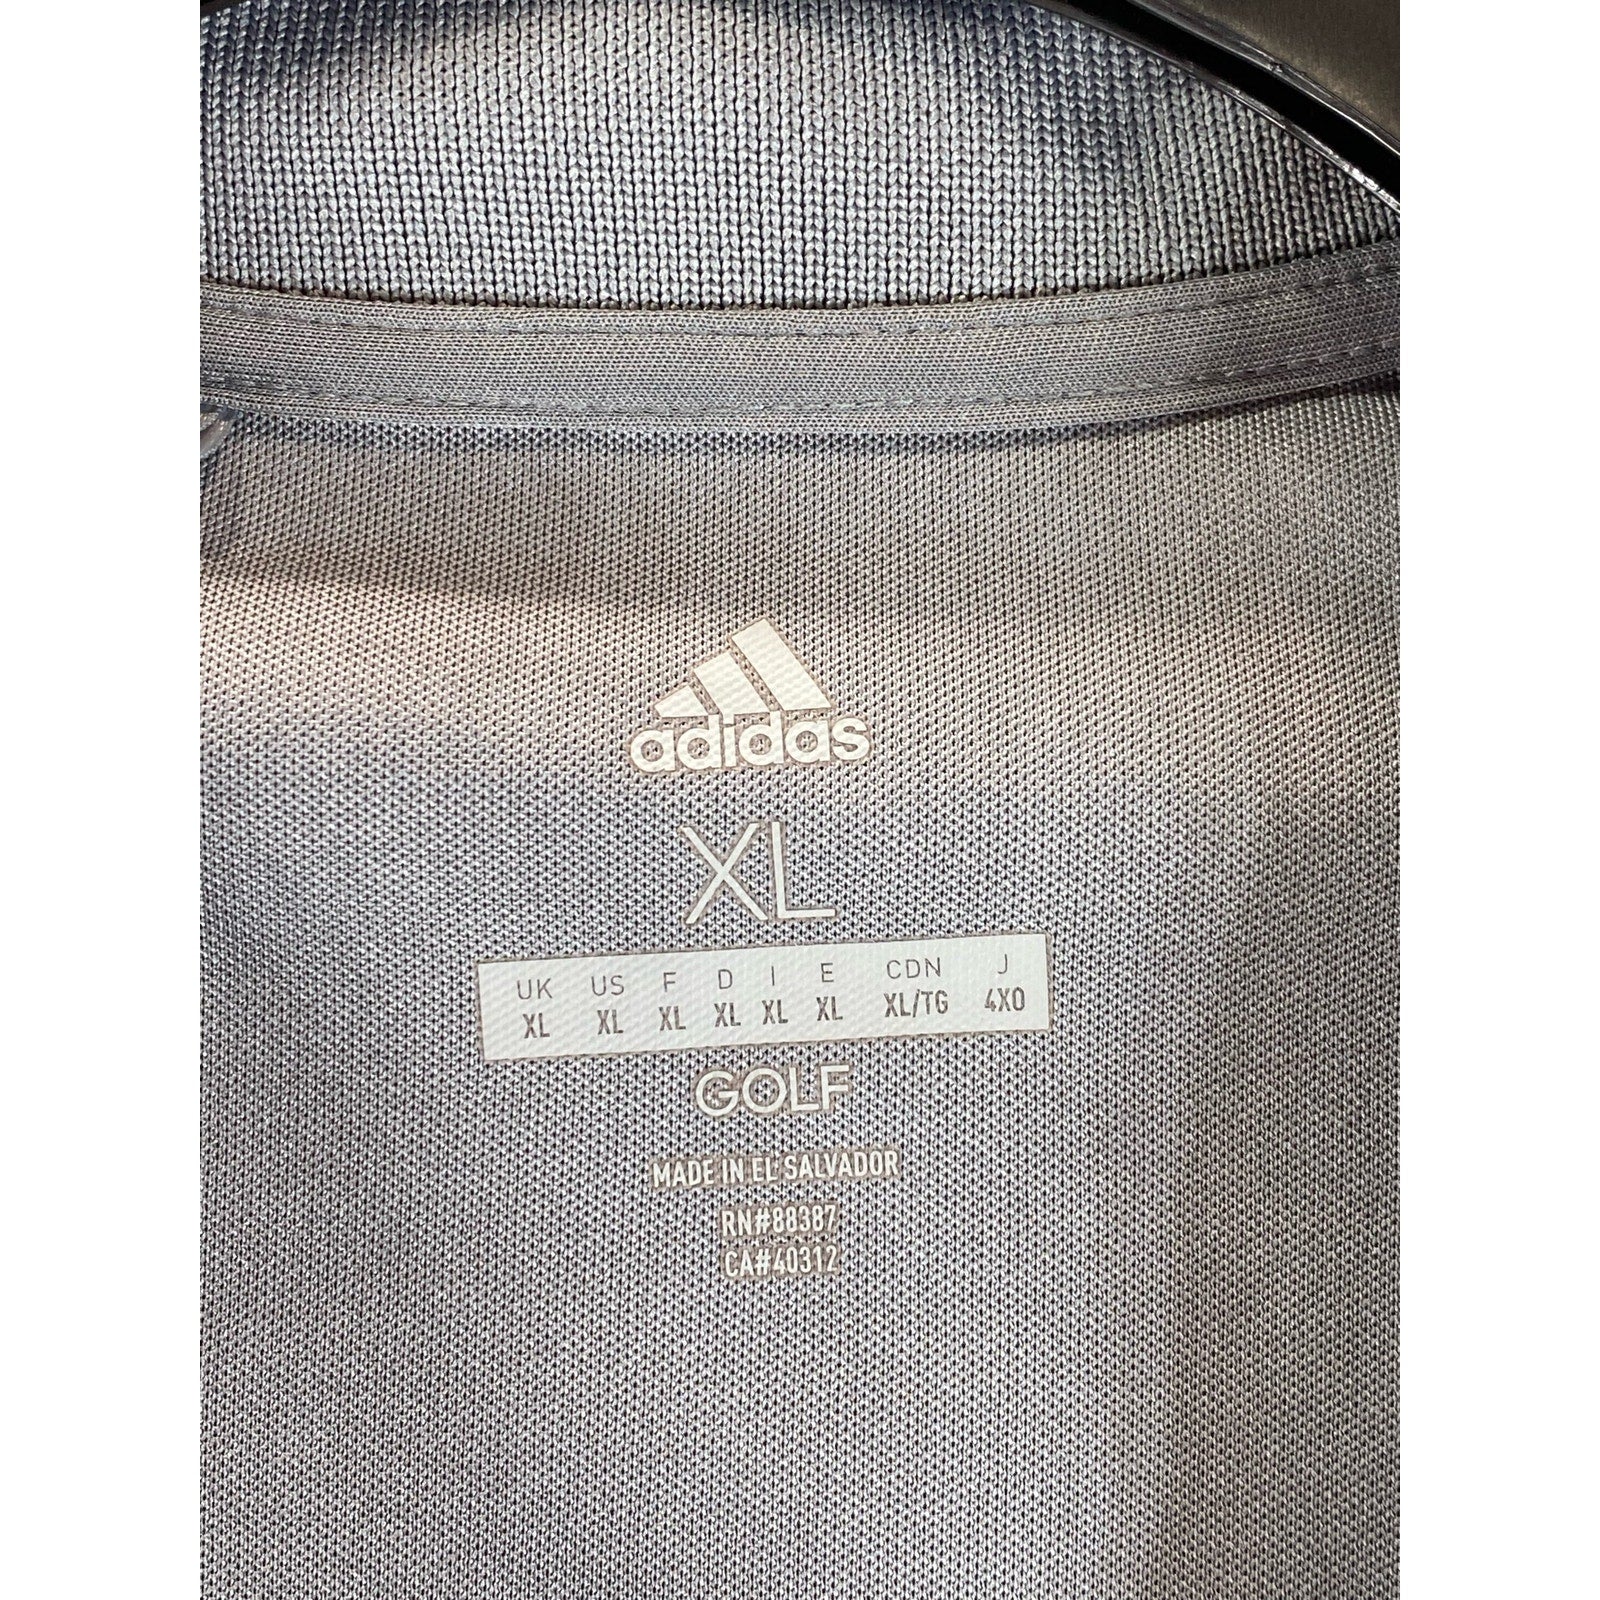 adidas
XL
UK US F D I E CDN J
XL XL XL XL XL XL XL/TG 4XO
GOLF
MADE IN EL SALVADOR
RN#88387
CA#40312